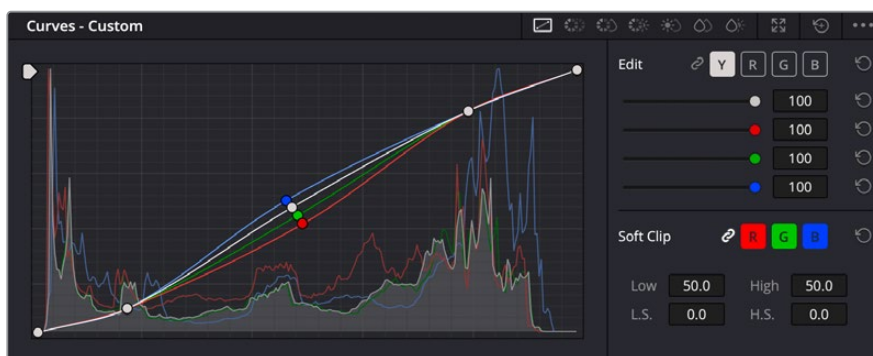 Curves - Custom
Edit Y R G B
100
100
100
100
Soft Clip R G B
Low 50.0 High 50.0
L.S. 0.0 H.S. 0.0